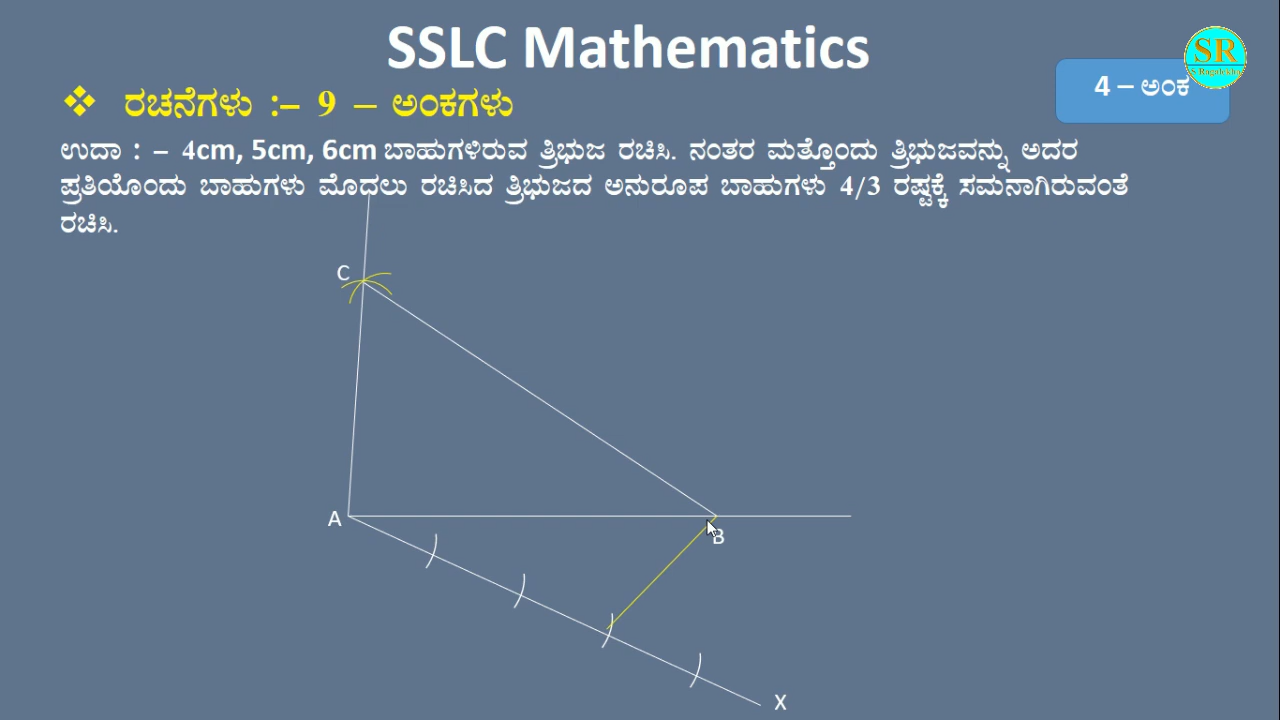 SSLC Mathematics
SR
S Ragalekha
4 – ಅಂಕ
❖ ರಚನೆಗಳು :– 9 – ಅಂಕಗಳು
ಉದಾ : – 4cm, 5cm, 6cm ಬಾಹುಗಳಿರುವ ತ್ರಿಭುಜ ರಚಿಸಿ. ನಂತರ ಮತ್ತೊಂದು ತ್ರಿಭುಜವನ್ನು ಅದರ
ಪ್ರತಿಯೊಂದು ಬಾಹುಗಳು ಮೊದಲು ರಚಿಸಿದ ತ್ರಿಭುಜದ ಅನುರೂಪ ಬಾಹುಗಳು 4/3 ರಷ್ಟಕ್ಕೆ ಸಮನಾಗಿರುವಂತೆ
ರಚಿಸಿ.
C
A
B
X